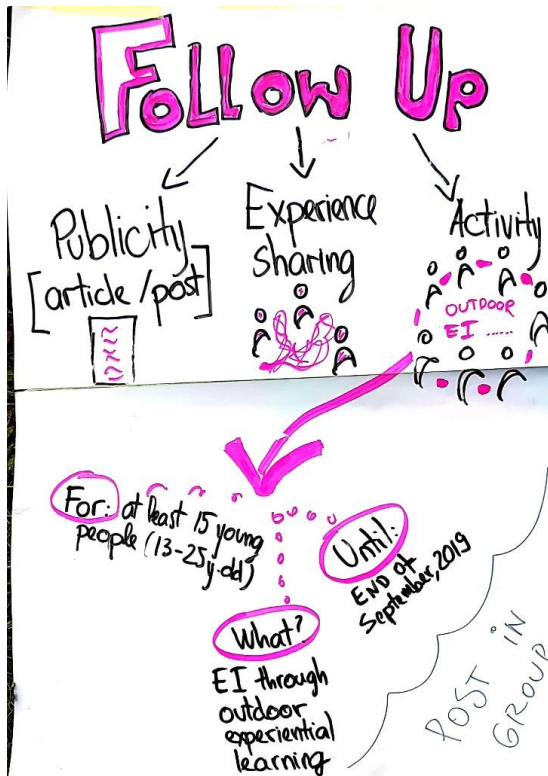 Follow Up
Publicity
[article/post]
Experience
sharing
Activity
OUTDOOR
EI ......
For: at least 15 young
people (13-25y.old)
Until:
END OF
September, 2019
What?
EI through
outdoor
experiential
learning
POST IN
GROUP